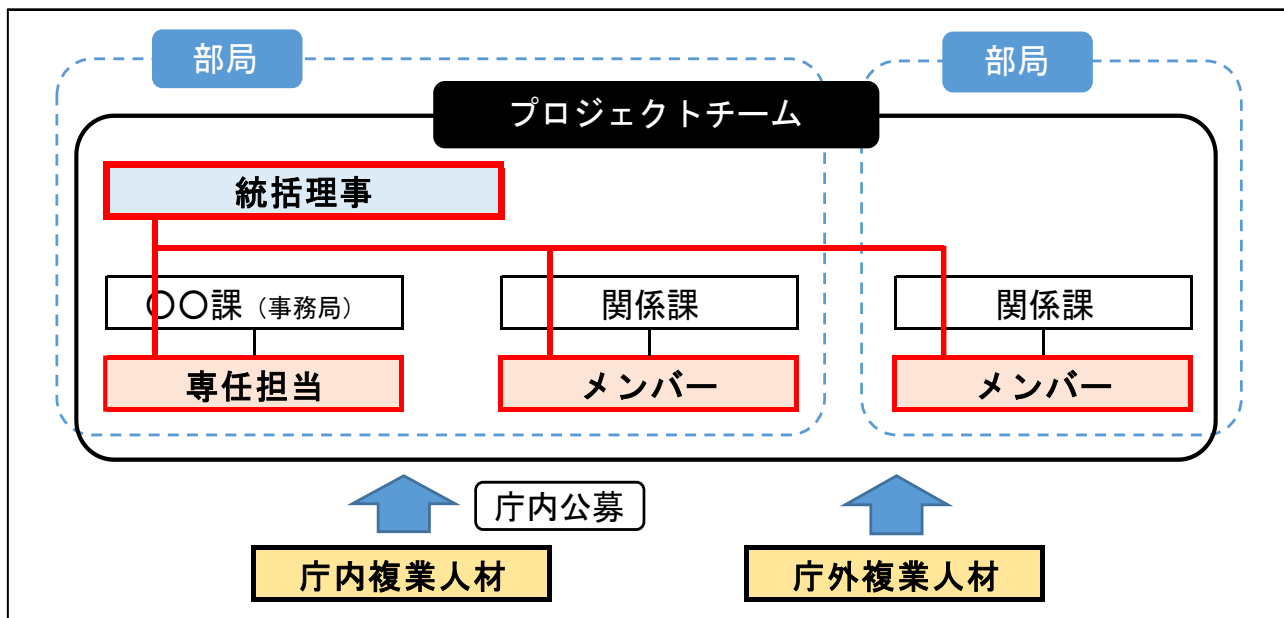 部局
部局
プロジェクトチーム
統括理事
〇〇課（事務局）
関係課
関係課
専任担当
メンバー
メンバー
庁内公募
庁内複業人材
庁外複業人材